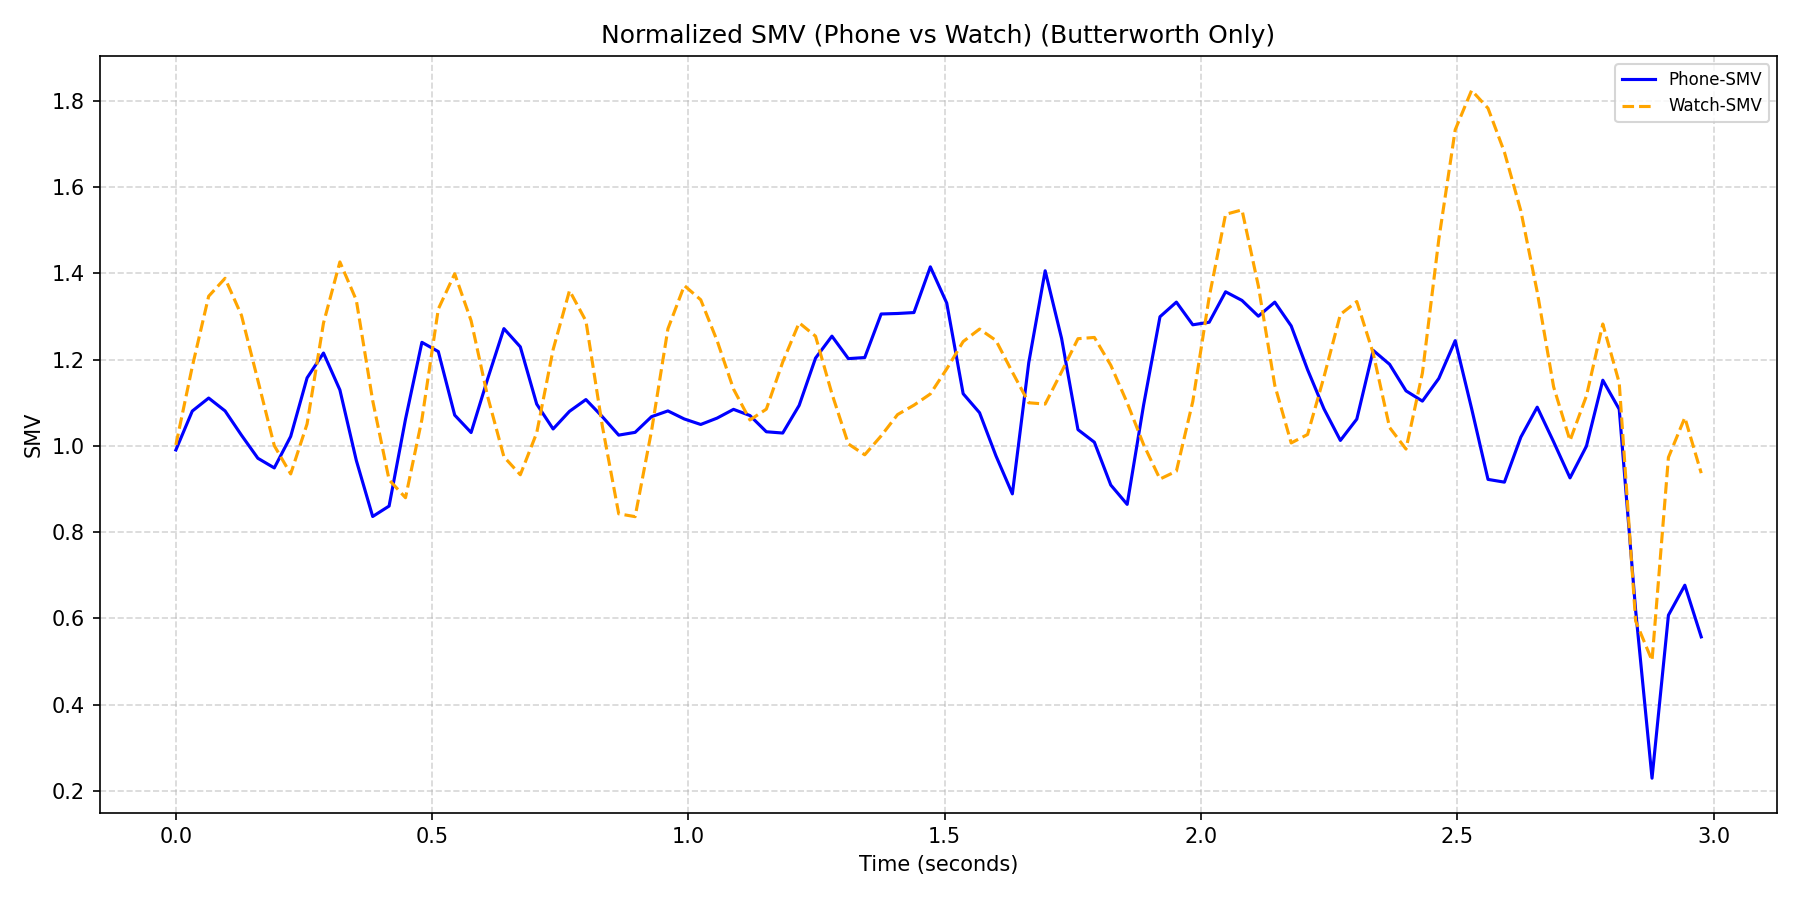 Normalized SMV (Phone vs Watch) (Butterworth Only)
Phone-SMV
Watch-SMV
SMV
1.8
1.6
1.4
1.2
1.0
0.8
0.6
0.4
0.2
0.0 0.5 1.0 1.5 2.0 2.5 3.0
Time (seconds)